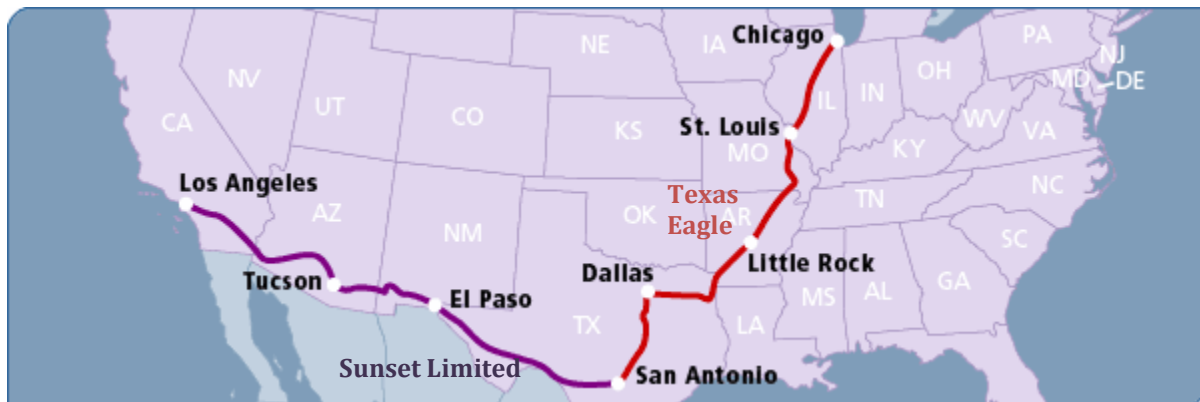 NE
IA
Chicago
PA
NJ
NV
OH
MD
DE
UT
CO
IL
IN
CA
KS
St. Louis
MO
WV
VA
KY
Los Angeles
Texas
Eagle
NC
TN
AZ
OK
AR
NM
SC
Little Rock
Dallas
Tucson
El Paso
MS
AL
GA
TX
LA
Sunset Limited
San Antonio